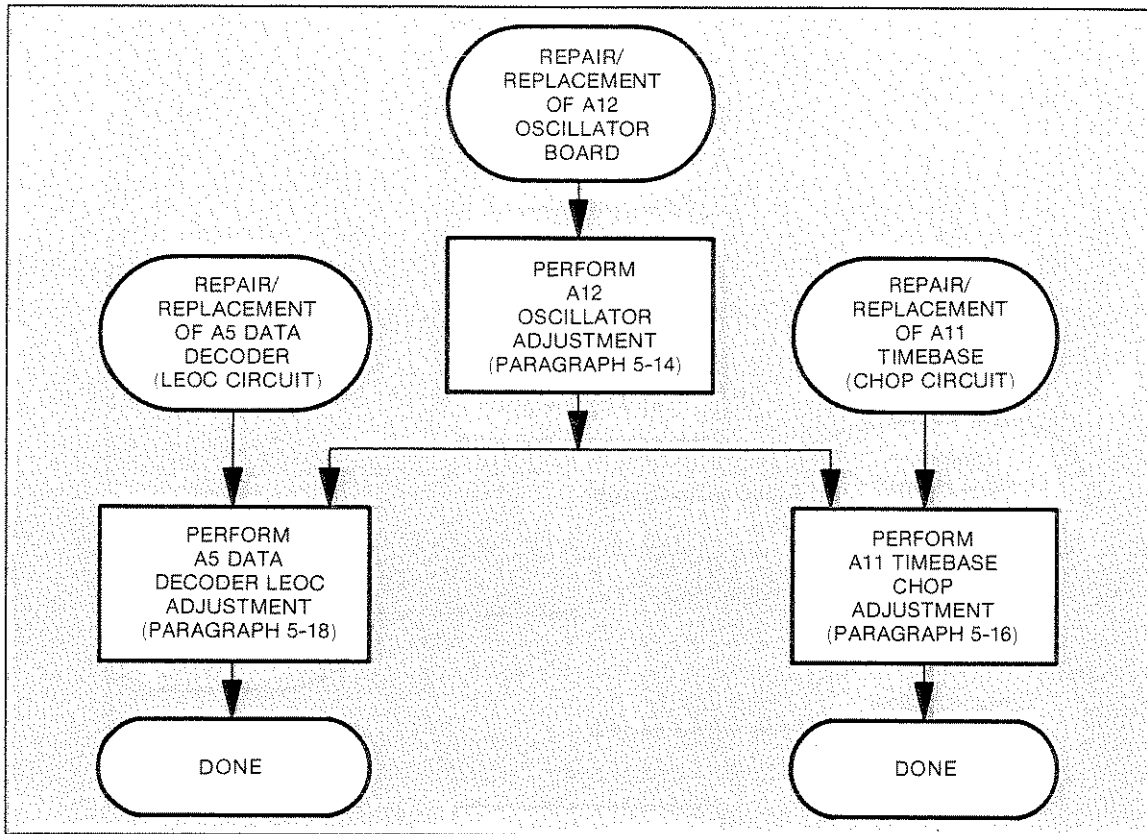 REPAIR/
REPLACEMENT
OF A12
OSCILLATOR
BOARD
PERFORM
A12
OSCILLATOR
ADJUSTMENT
(PARAGRAPH 5-14)
REPAIR/
REPLACEMENT
OF A5 DATA
DECODER
(LEOC CIRCUIT)
REPAIR/
REPLACEMENT
OF A11
TIMEBASE
(CHOP CIRCUIT)
PERFORM
A5 DATA
DECODER LEOC
ADJUSTMENT
(PARAGRAPH 5-18)
PERFORM
A11 TIMEBASE
CHOP
ADJUSTMENT
(PARAGRAPH 5-16)
DONE
DONE